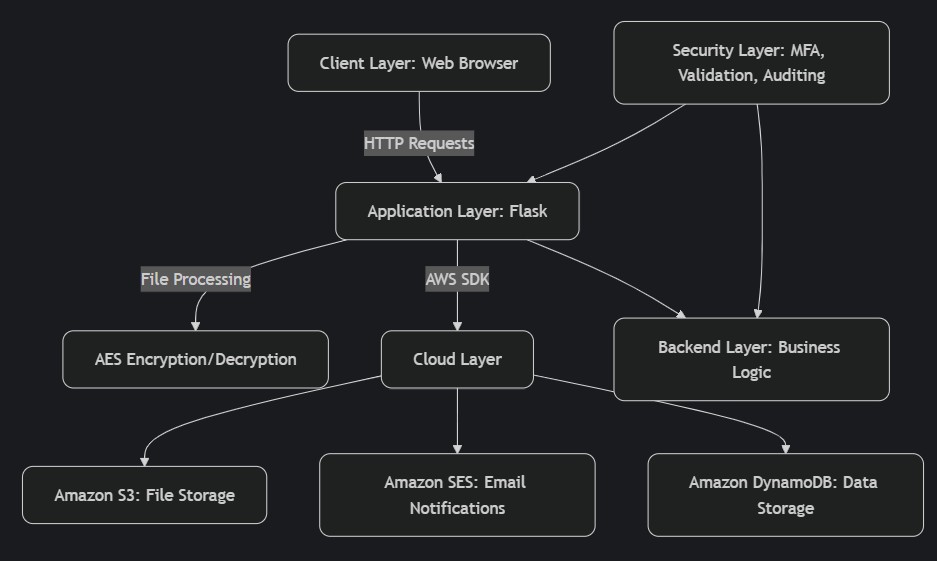 Client Layer: Web Browser
Security Layer: MFA,
Validation, Auditing
HTTP Requests
Application Layer: Flask
File Processing
AWS SDK
AES Encryption/Decryption
Cloud Layer
Backend Layer: Business
Logic
Amazon S3: File Storage
Amazon SES: Email
Notifications
Amazon DynamoDB: Data
Storage